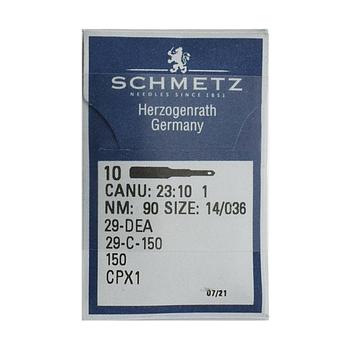 SCHMETZ
NEEDLES SINCE 1851
Herzogenrath
Germany
10
CANU: 23:10 1
NM: 90 SIZE: 14/036
29-DEA
29-C-150
150
CPX1
07/21